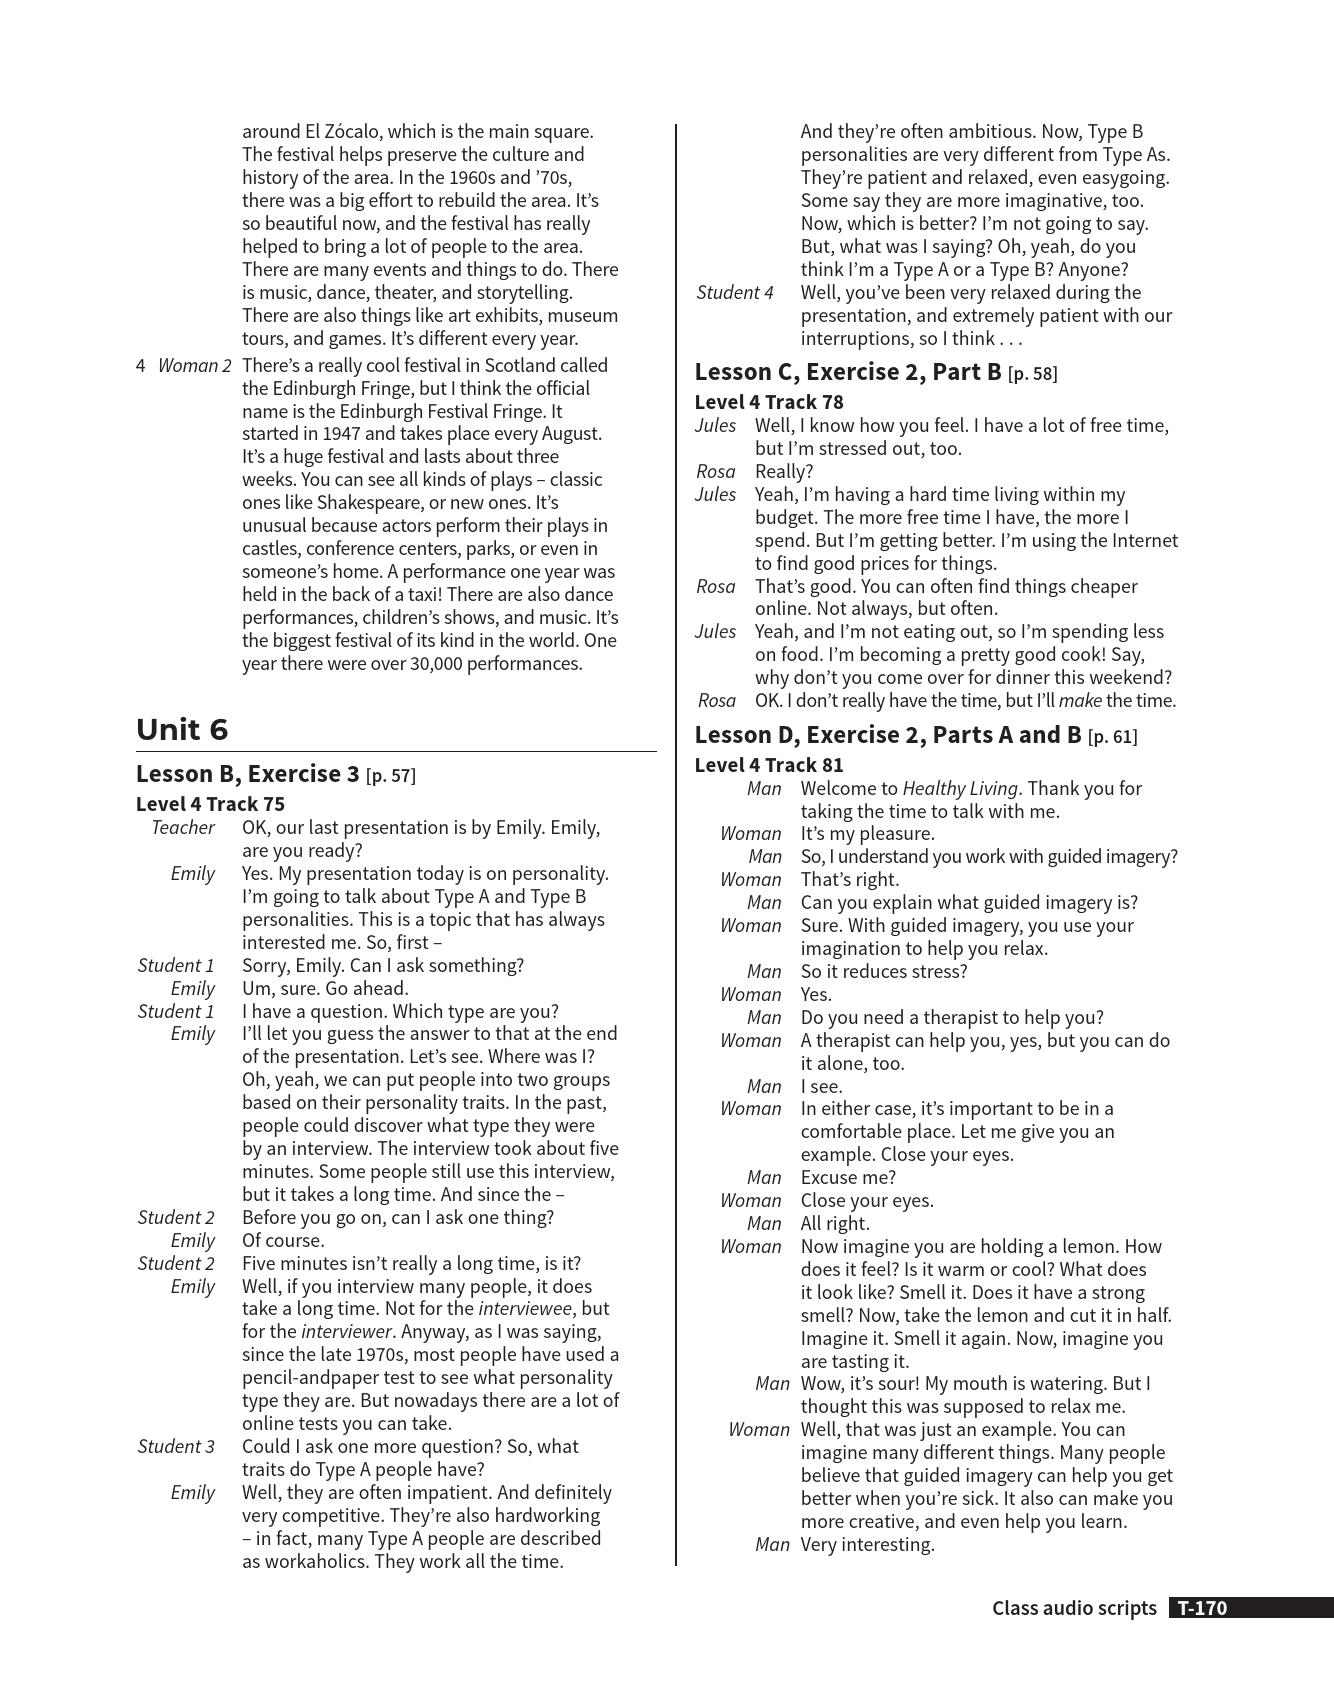 around El Zócalo, which is the main square.
The festival helps preserve the culture and
history of the area. In the 1960s and ’70s,
there was a big effort to rebuild the area. It’s
so beautiful now, and the festival has really
helped to bring a lot of people to the area.
There are many events and things to do. There
is music, dance, theater, and storytelling.
There are also things like art exhibits, museum
tours, and games. It’s different every year.
4 Woman 2 There’s a really cool festival in Scotland called
the Edinburgh Fringe, but I think the official
name is the Edinburgh Festival Fringe. It
started in 1947 and takes place every August.
It’s a huge festival and lasts about three
weeks. You can see all kinds of plays – classic
ones like Shakespeare, or new ones. It’s
unusual because actors perform their plays in
castles, conference centers, parks, or even in
someone’s home. A performance one year was
held in the back of a taxi! There are also dance
performances, children’s shows, and music. It’s
the biggest festival of its kind in the world. One
year there were over 30,000 performances.
Unit 6
Lesson B, Exercise 3 [p. 57]
Level 4 Track 75
Teacher OK, our last presentation is by Emily. Emily,
are you ready?
Emily Yes. My presentation today is on personality.
I’m going to talk about Type A and Type B
personalities. This is a topic that has always
interested me. So, first –
Student 1 Sorry, Emily. Can I ask something?
Emily Um, sure. Go ahead.
Student 1 I have a question. Which type are you?
Emily I’ll let you guess the answer to that at the end
of the presentation. Let’s see. Where was I?
Oh, yeah, we can put people into two groups
based on their personality traits. In the past,
people could discover what type they were
by an interview. The interview took about five
minutes. Some people still use this interview,
but it takes a long time. And since the –
Student 2 Before you go on, can I ask one thing?
Emily Of course.
Student 2 Five minutes isn’t really a long time, is it?
Emily Well, if you interview many people, it does
take a long time. Not for the interviewee, but
for the interviewer. Anyway, as I was saying,
since the late 1970s, most people have used a
pencil-andpaper test to see what personality
type they are. But nowadays there are a lot of
online tests you can take.
Student 3 Could I ask one more question? So, what
traits do Type A people have?
Emily Well, they are often impatient. And definitely
very competitive. They’re also hardworking
– in fact, many Type A people are described
as workaholics. They work all the time.
And they’re often ambitious. Now, Type B
personalities are very different from Type As.
They’re patient and relaxed, even easygoing.
Some say they are more imaginative, too.
Now, which is better? I’m not going to say.
But, what was I saying? Oh, yeah, do you
think I’m a Type A or a Type B? Anyone?
Student 4 Well, you’ve been very relaxed during the
presentation, and extremely patient with our
interruptions, so I think . . .
Lesson C, Exercise 2, Part B [p. 58]
Level 4 Track 78
Jules Well, I know how you feel. I have a lot of free time,
but I’m stressed out, too.
Rosa Really?
Jules Yeah, I’m having a hard time living within my
budget. The more free time I have, the more I
spend. But I’m getting better. I’m using the Internet
to find good prices for things.
Rosa That’s good. You can often find things cheaper
online. Not always, but often.
Jules Yeah, and I’m not eating out, so I’m spending less
on food. I’m becoming a pretty good cook! Say,
why don’t you come over for dinner this weekend?
Rosa OK. I don’t really have the time, but I’ll make the time.
Lesson D, Exercise 2, Parts A and B [p. 61]
Level 4 Track 81
Man Welcome to Healthy Living. Thank you for
taking the time to talk with me.
Woman It’s my pleasure.
Man So, I understand you work with guided imagery?
Woman That’s right.
Man Can you explain what guided imagery is?
Woman Sure. With guided imagery, you use your
imagination to help you relax.
Man So it reduces stress?
Woman Yes.
Man Do you need a therapist to help you?
Woman A therapist can help you, yes, but you can do
it alone, too.
Man I see.
Woman In either case, it’s important to be in a
comfortable place. Let me give you an
example. Close your eyes.
Man Excuse me?
Woman Close your eyes.
Man All right.
Woman Now imagine you are holding a lemon. How
does it feel? Is it warm or cool? What does
it look like? Smell it. Does it have a strong
smell? Now, take the lemon and cut it in half.
Imagine it. Smell it again. Now, imagine you
are tasting it.
Man Wow, it’s sour! My mouth is watering. But I
thought this was supposed to relax me.
Woman Well, that was just an example. You can
imagine many different things. Many people
believe that guided imagery can help you get
better when you’re sick. It also can make you
more creative, and even help you learn.
Man Very interesting.
Class audio scripts T-170